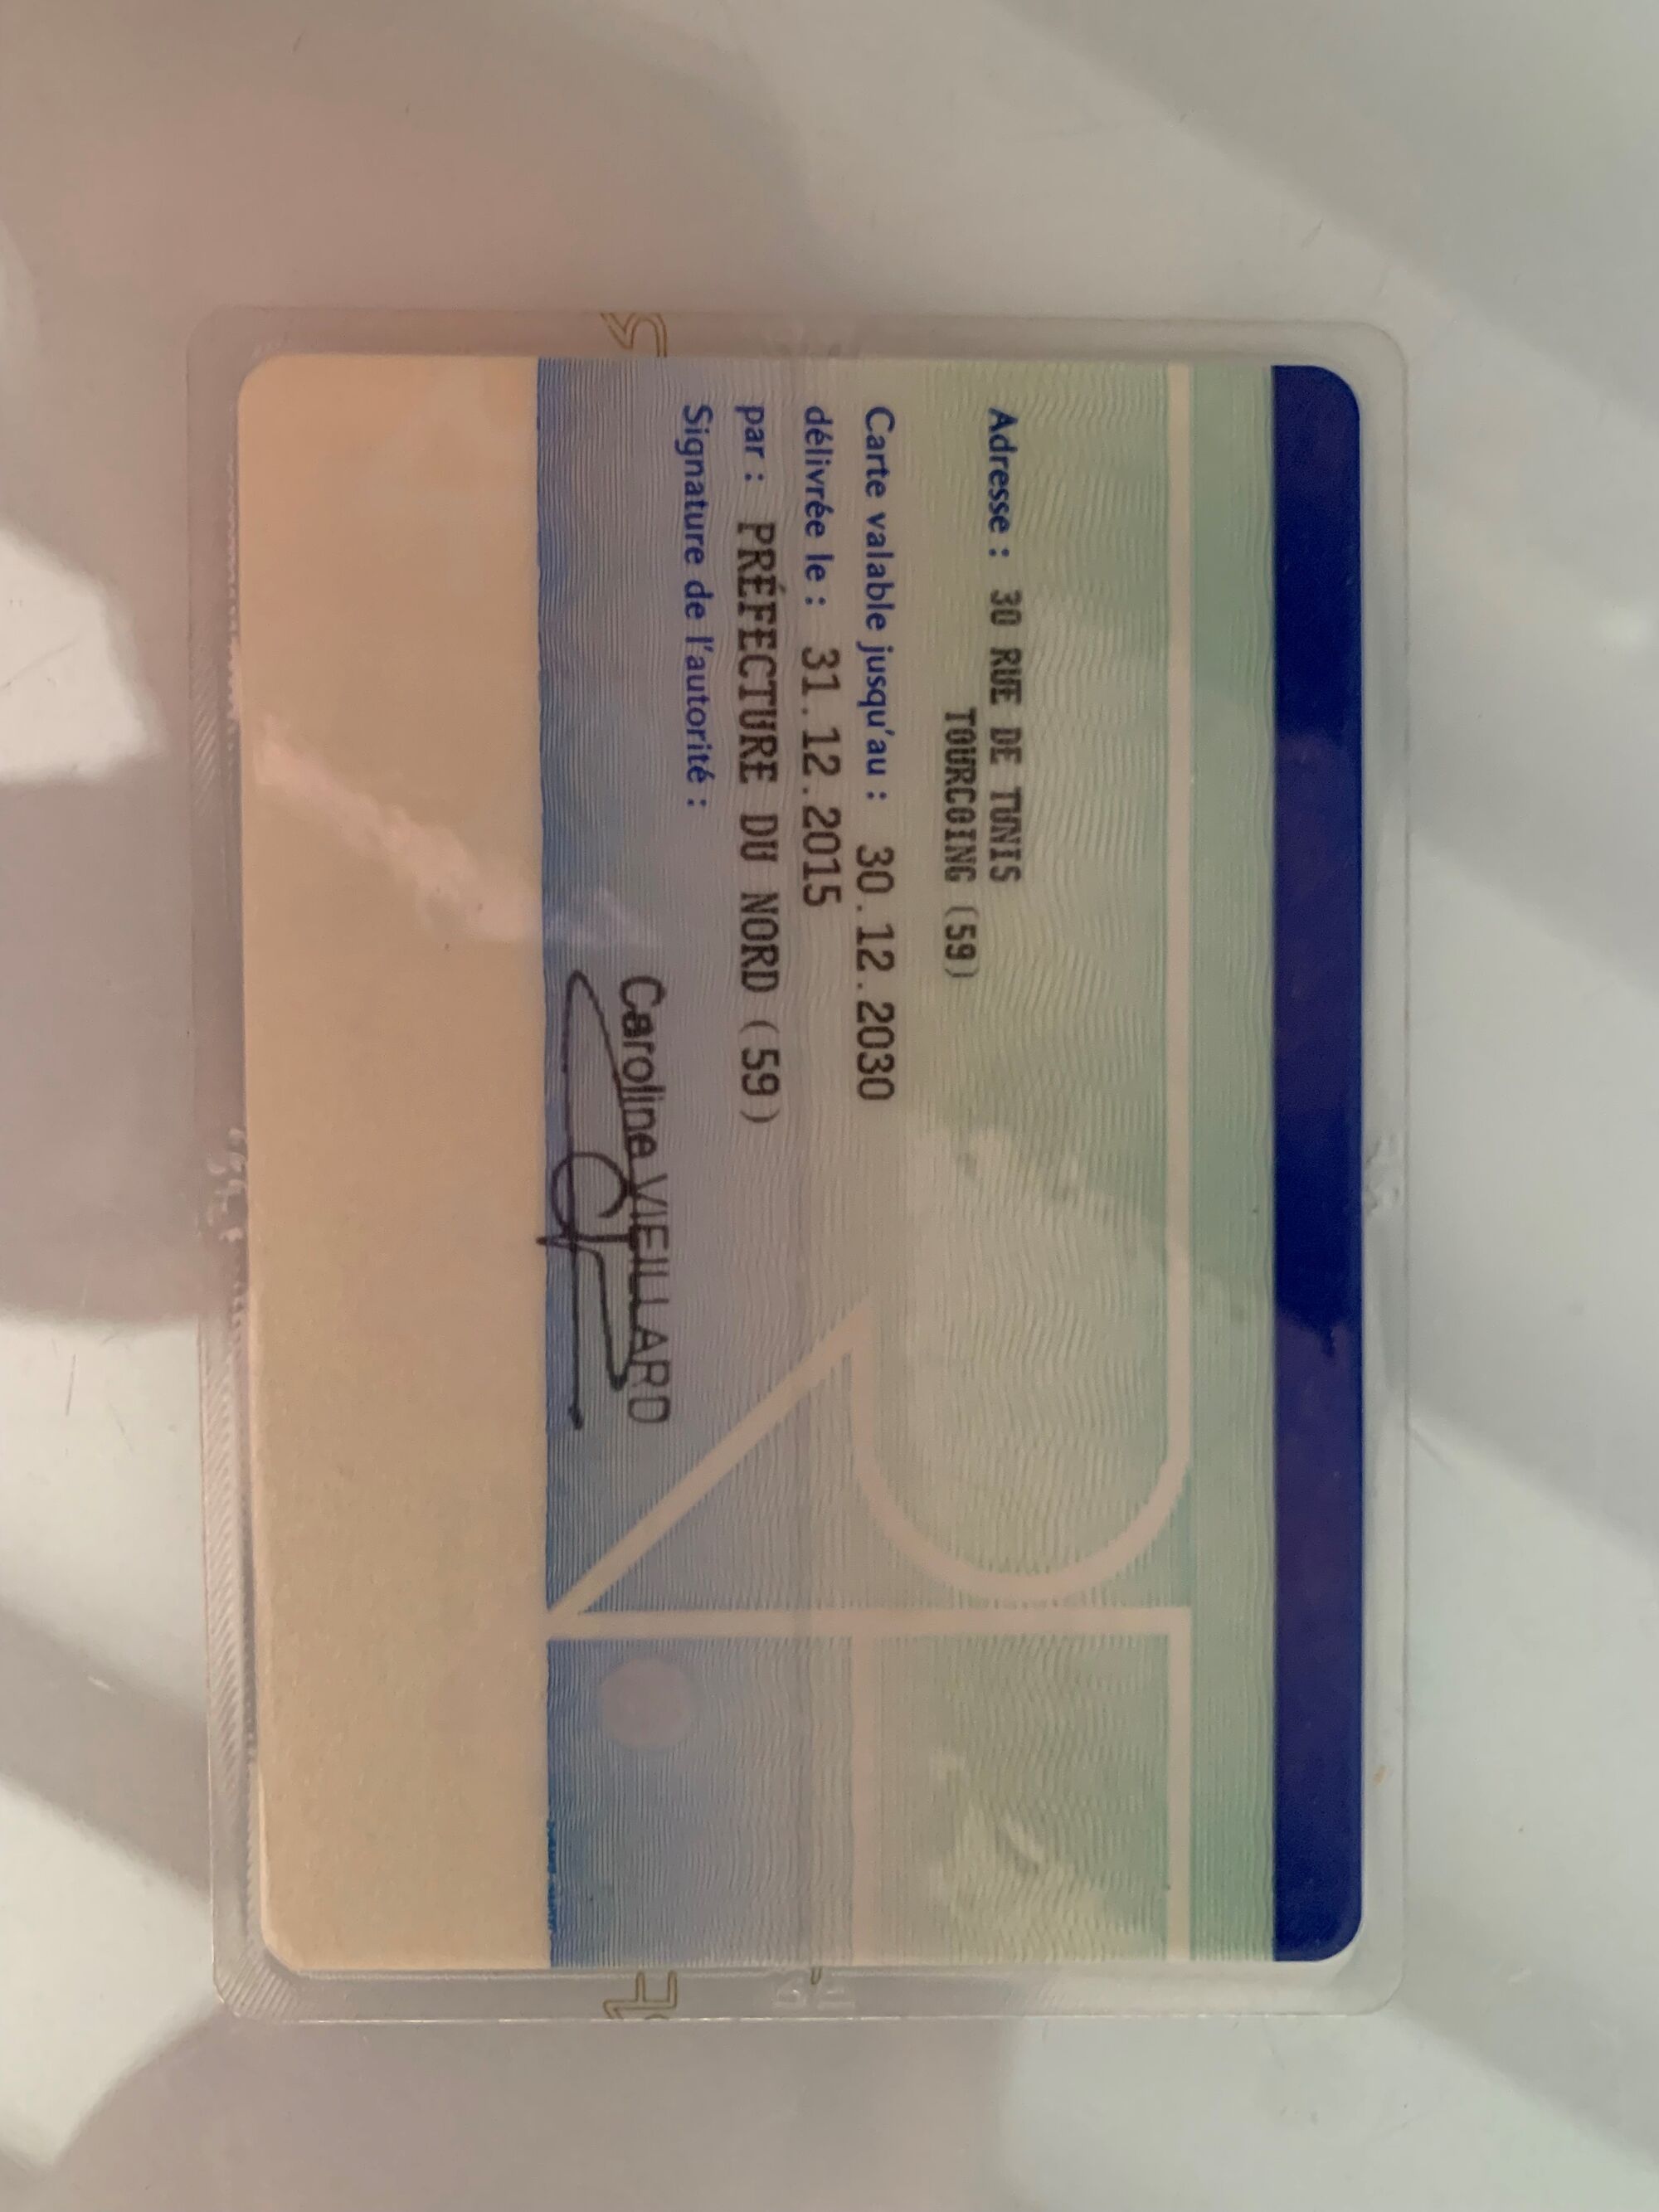 Adresse : 30 RUE DE TUNIS
TOURCOING (59)
Carte valable jusqu'au : 30.12.2030
délivrée le : 31.12.2015
par : PRÉFECTURE DU NORD (59)
Signature de l'autorité :
Caroline VIEILLARD